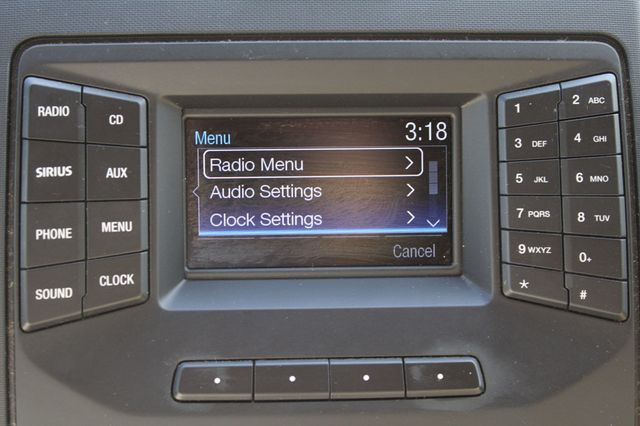 RADIO
CD
SIRIUS
AUX
PHONE
MENU
SOUND
CLOCK
Menu
3:18
Radio Menu >
Audio Settings >
Clock Settings >
Cancel
1
2 ABC
3 DEF
4 GHI
5 JKL
6 MNO
7 PQRS
8 TUV
9 WXYZ
0+
*
#